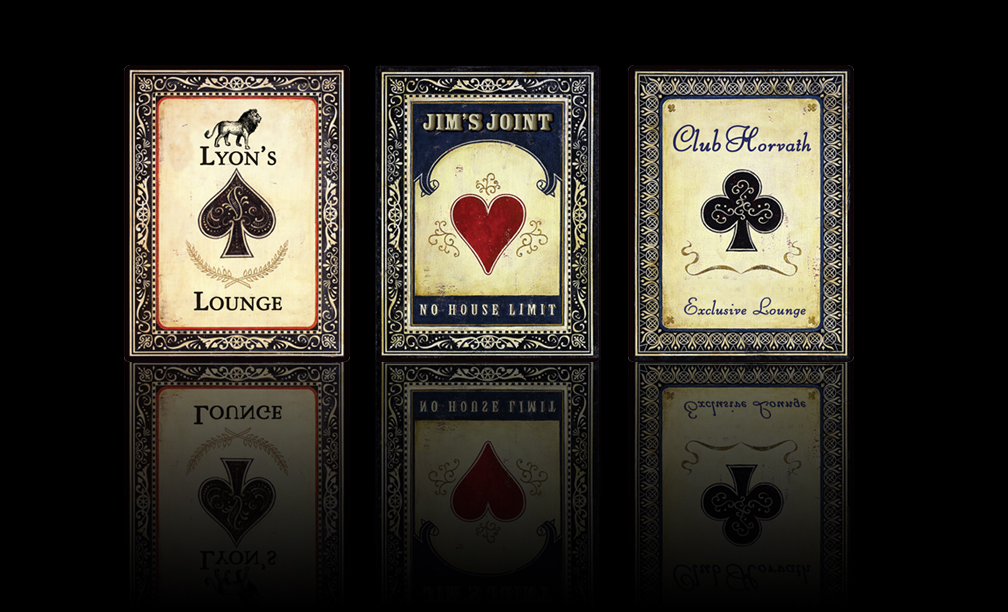 LYON'S
LOUNGE
JIM'S JOINT
NO HOUSE LIMIT
Club Horvath
Exclusive Lounge